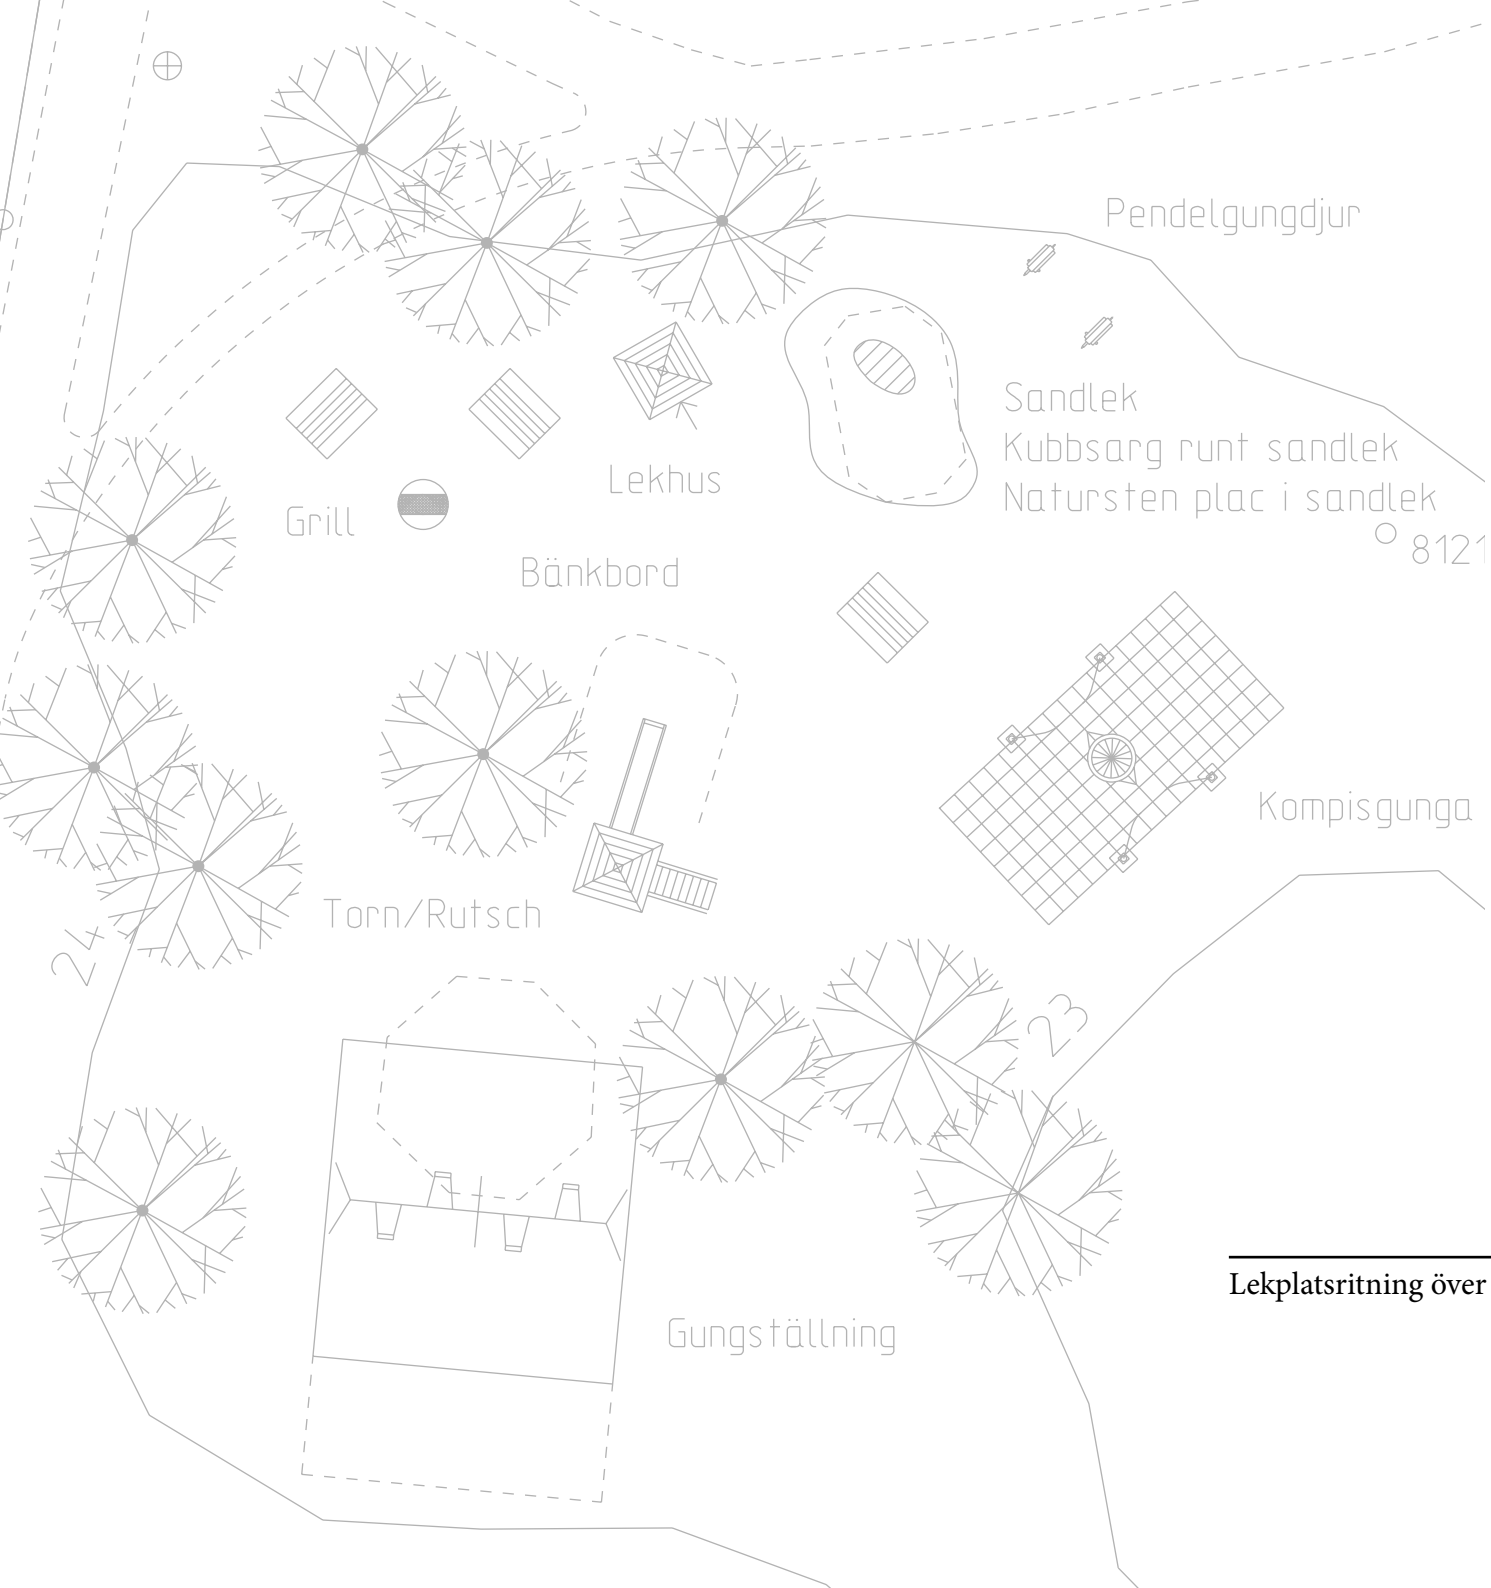 Pendelgungdjur
Sandlek
Kubbsarg runt sandlek
Natursten plac i sandlek
8121
Lekhus
Grill
Bänkbord
Kompisgunga
Torn/Rutsch
24
23
Lekplatsritning över
Gungställning